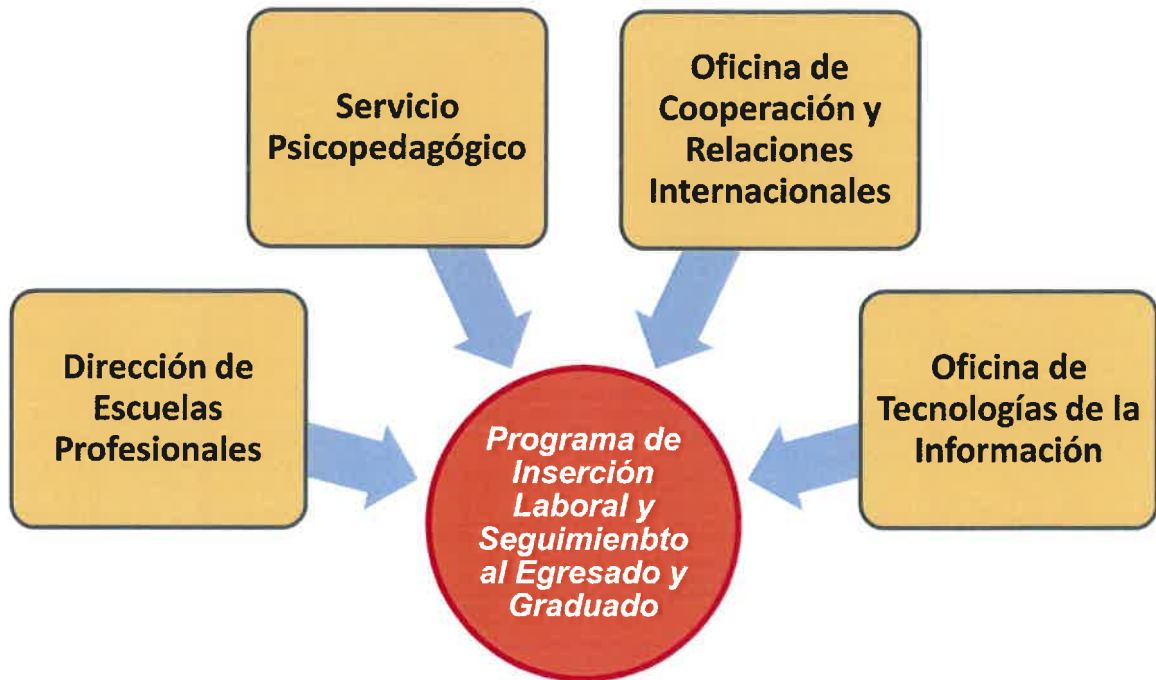 Servicio
Psicopedagógico
Oficina de
Cooperación y
Relaciones
Internacionales
Dirección de
Escuelas
Profesionales
Oficina de
Tecnologías de la
Información
Programa de
Inserción
Laboral y
Seguimienbto
al Egresado y
Graduado